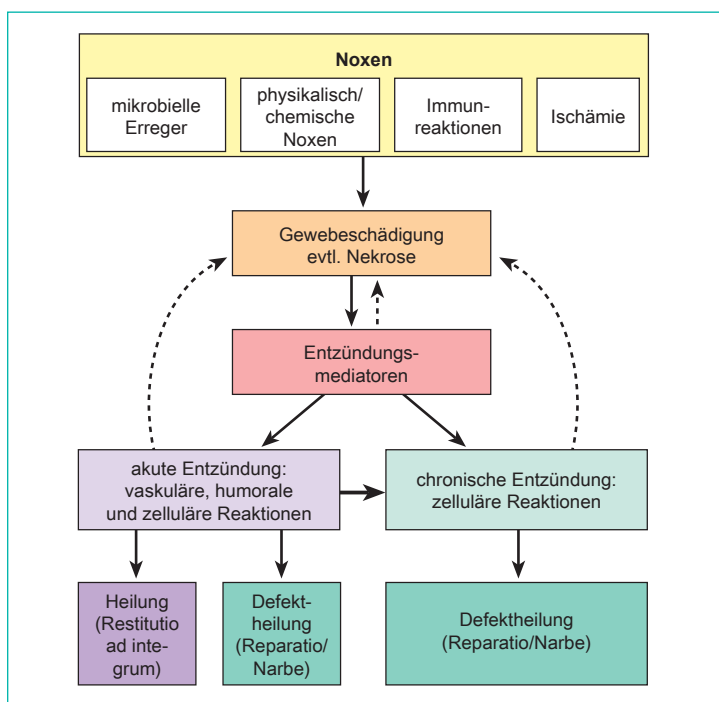 Noxen
mikrobielle
Erreger
physikalisch/
chemische
Noxen
Immun-
reaktionen
Ischämie
Gewebeschädigung
evtl. Nekrose
Entzündungs-
mediatoren
akute Entzündung:
vaskuläre, humorale
und zelluläre Reaktionen
chronische Entzündung:
zelluläre Reaktionen
Heilung
(Restitutio
ad inte-
grum)
Defekt-
heilung
(Reparatio/
Narbe)
Defektheilung
(Reparatio/Narbe)